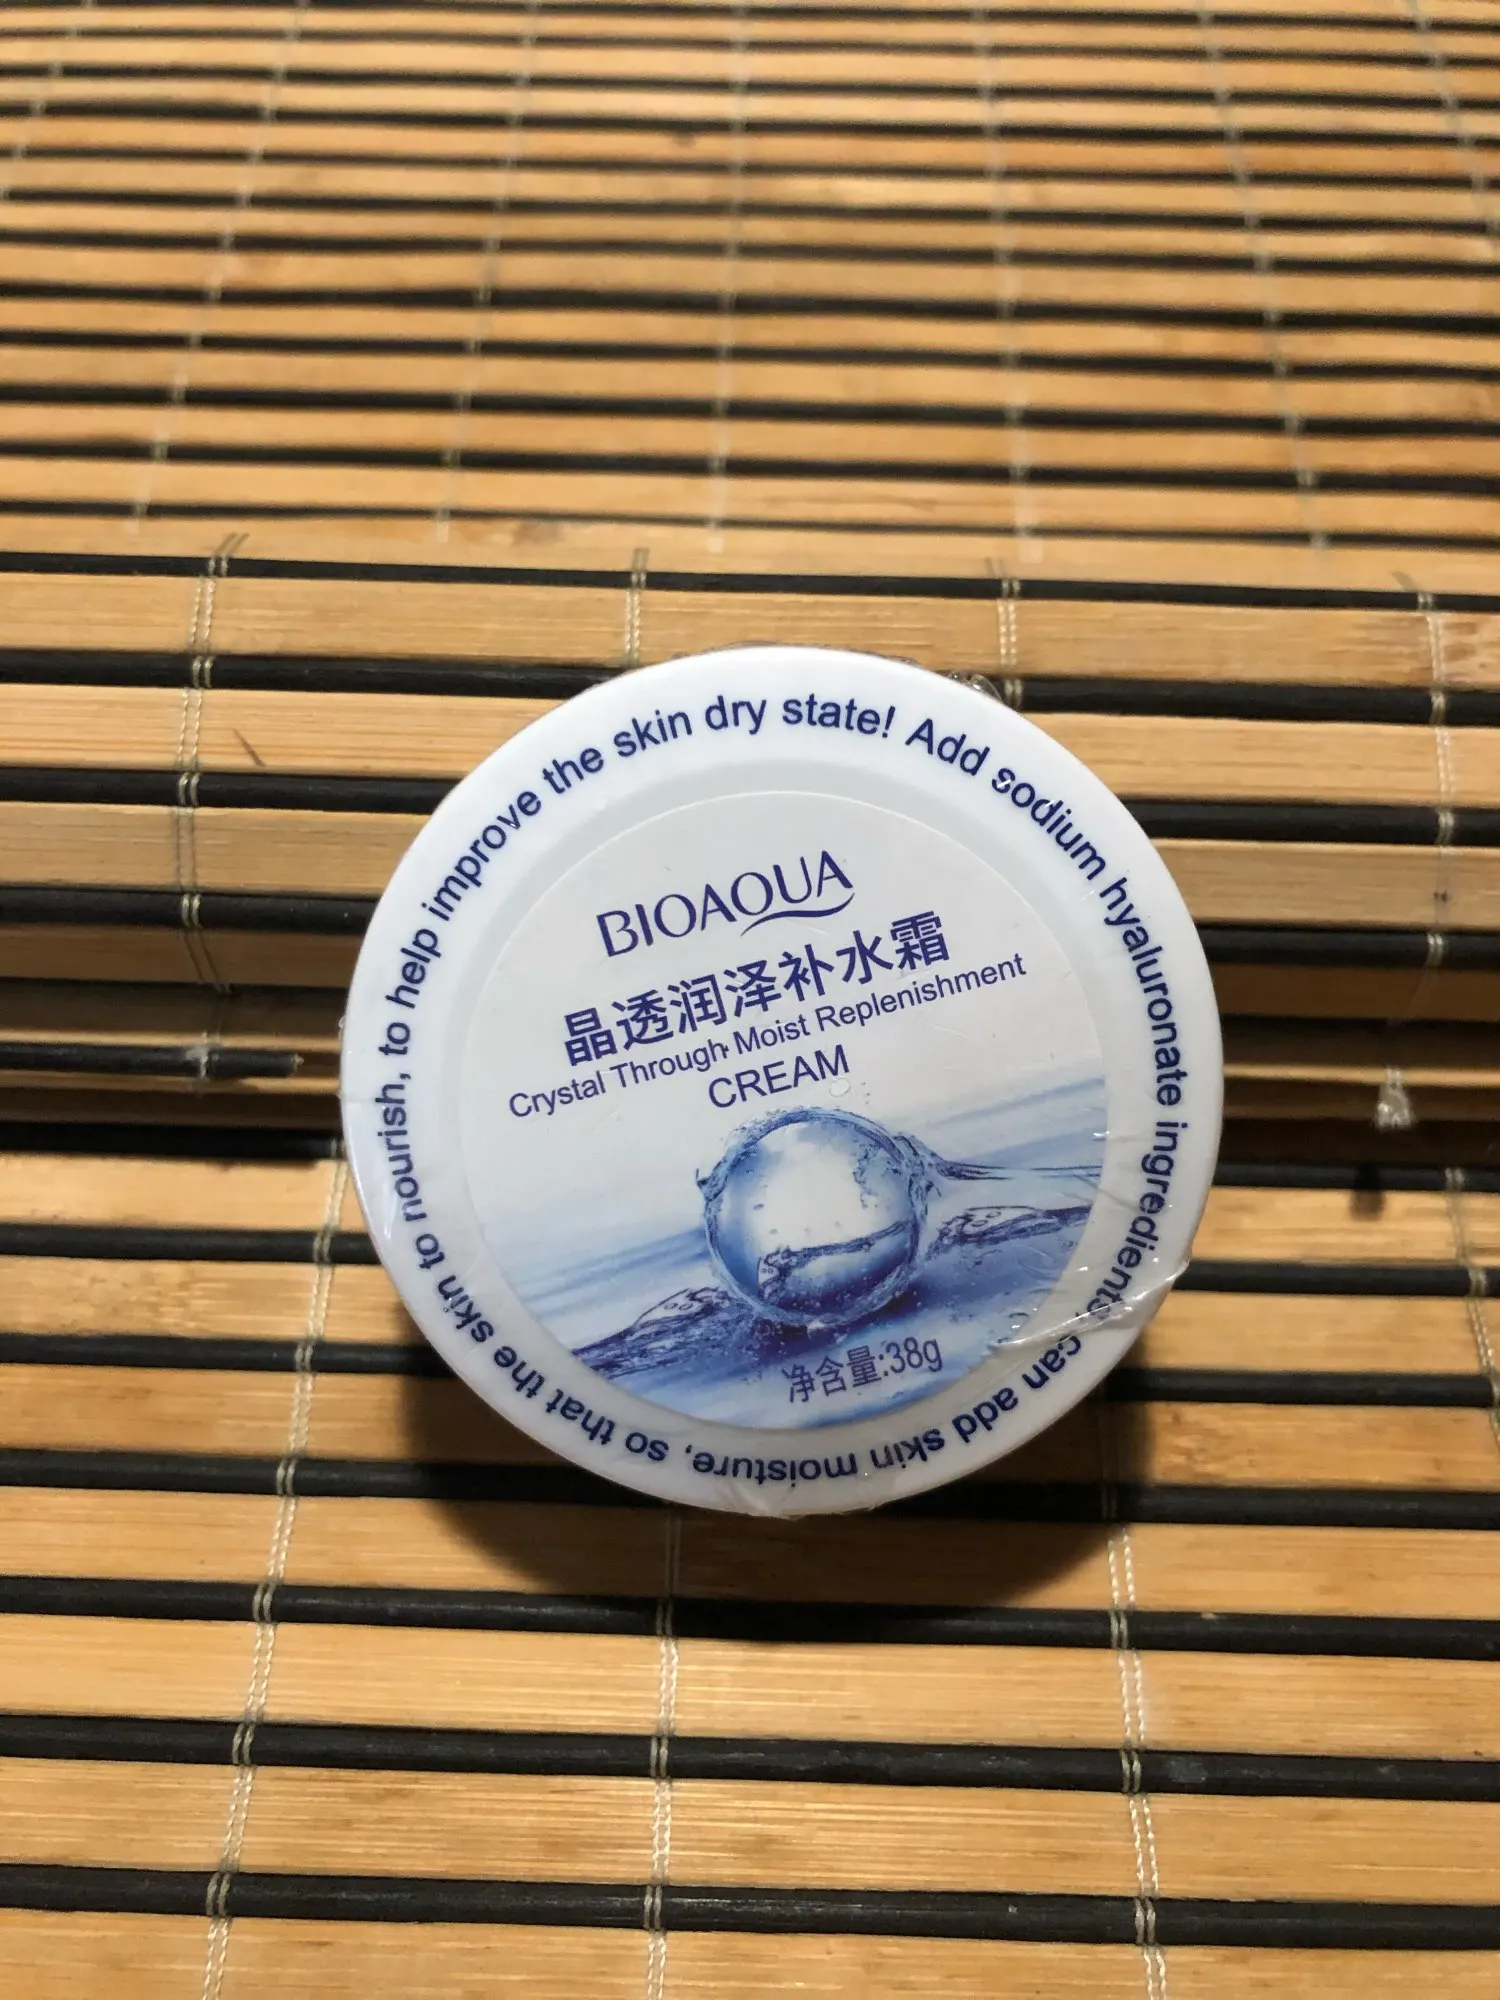 BIOAQUA
晶透润泽补水霜
Crystal Through Moist Replenishment
CREAM
净含量:38g
Add sodium hyaluronate ingredients, can add skin moisture, so that the skin to nourish, to help improve the skin dry state!